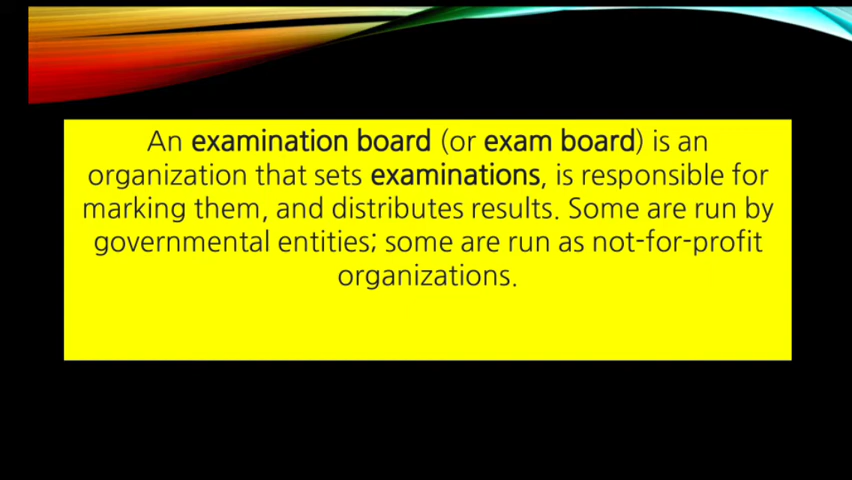 An examination board (or exam board) is an
organization that sets examinations, is responsible for
marking them, and distributes results. Some are run by
governmental entities; some are run as not-for-profit
organizations.